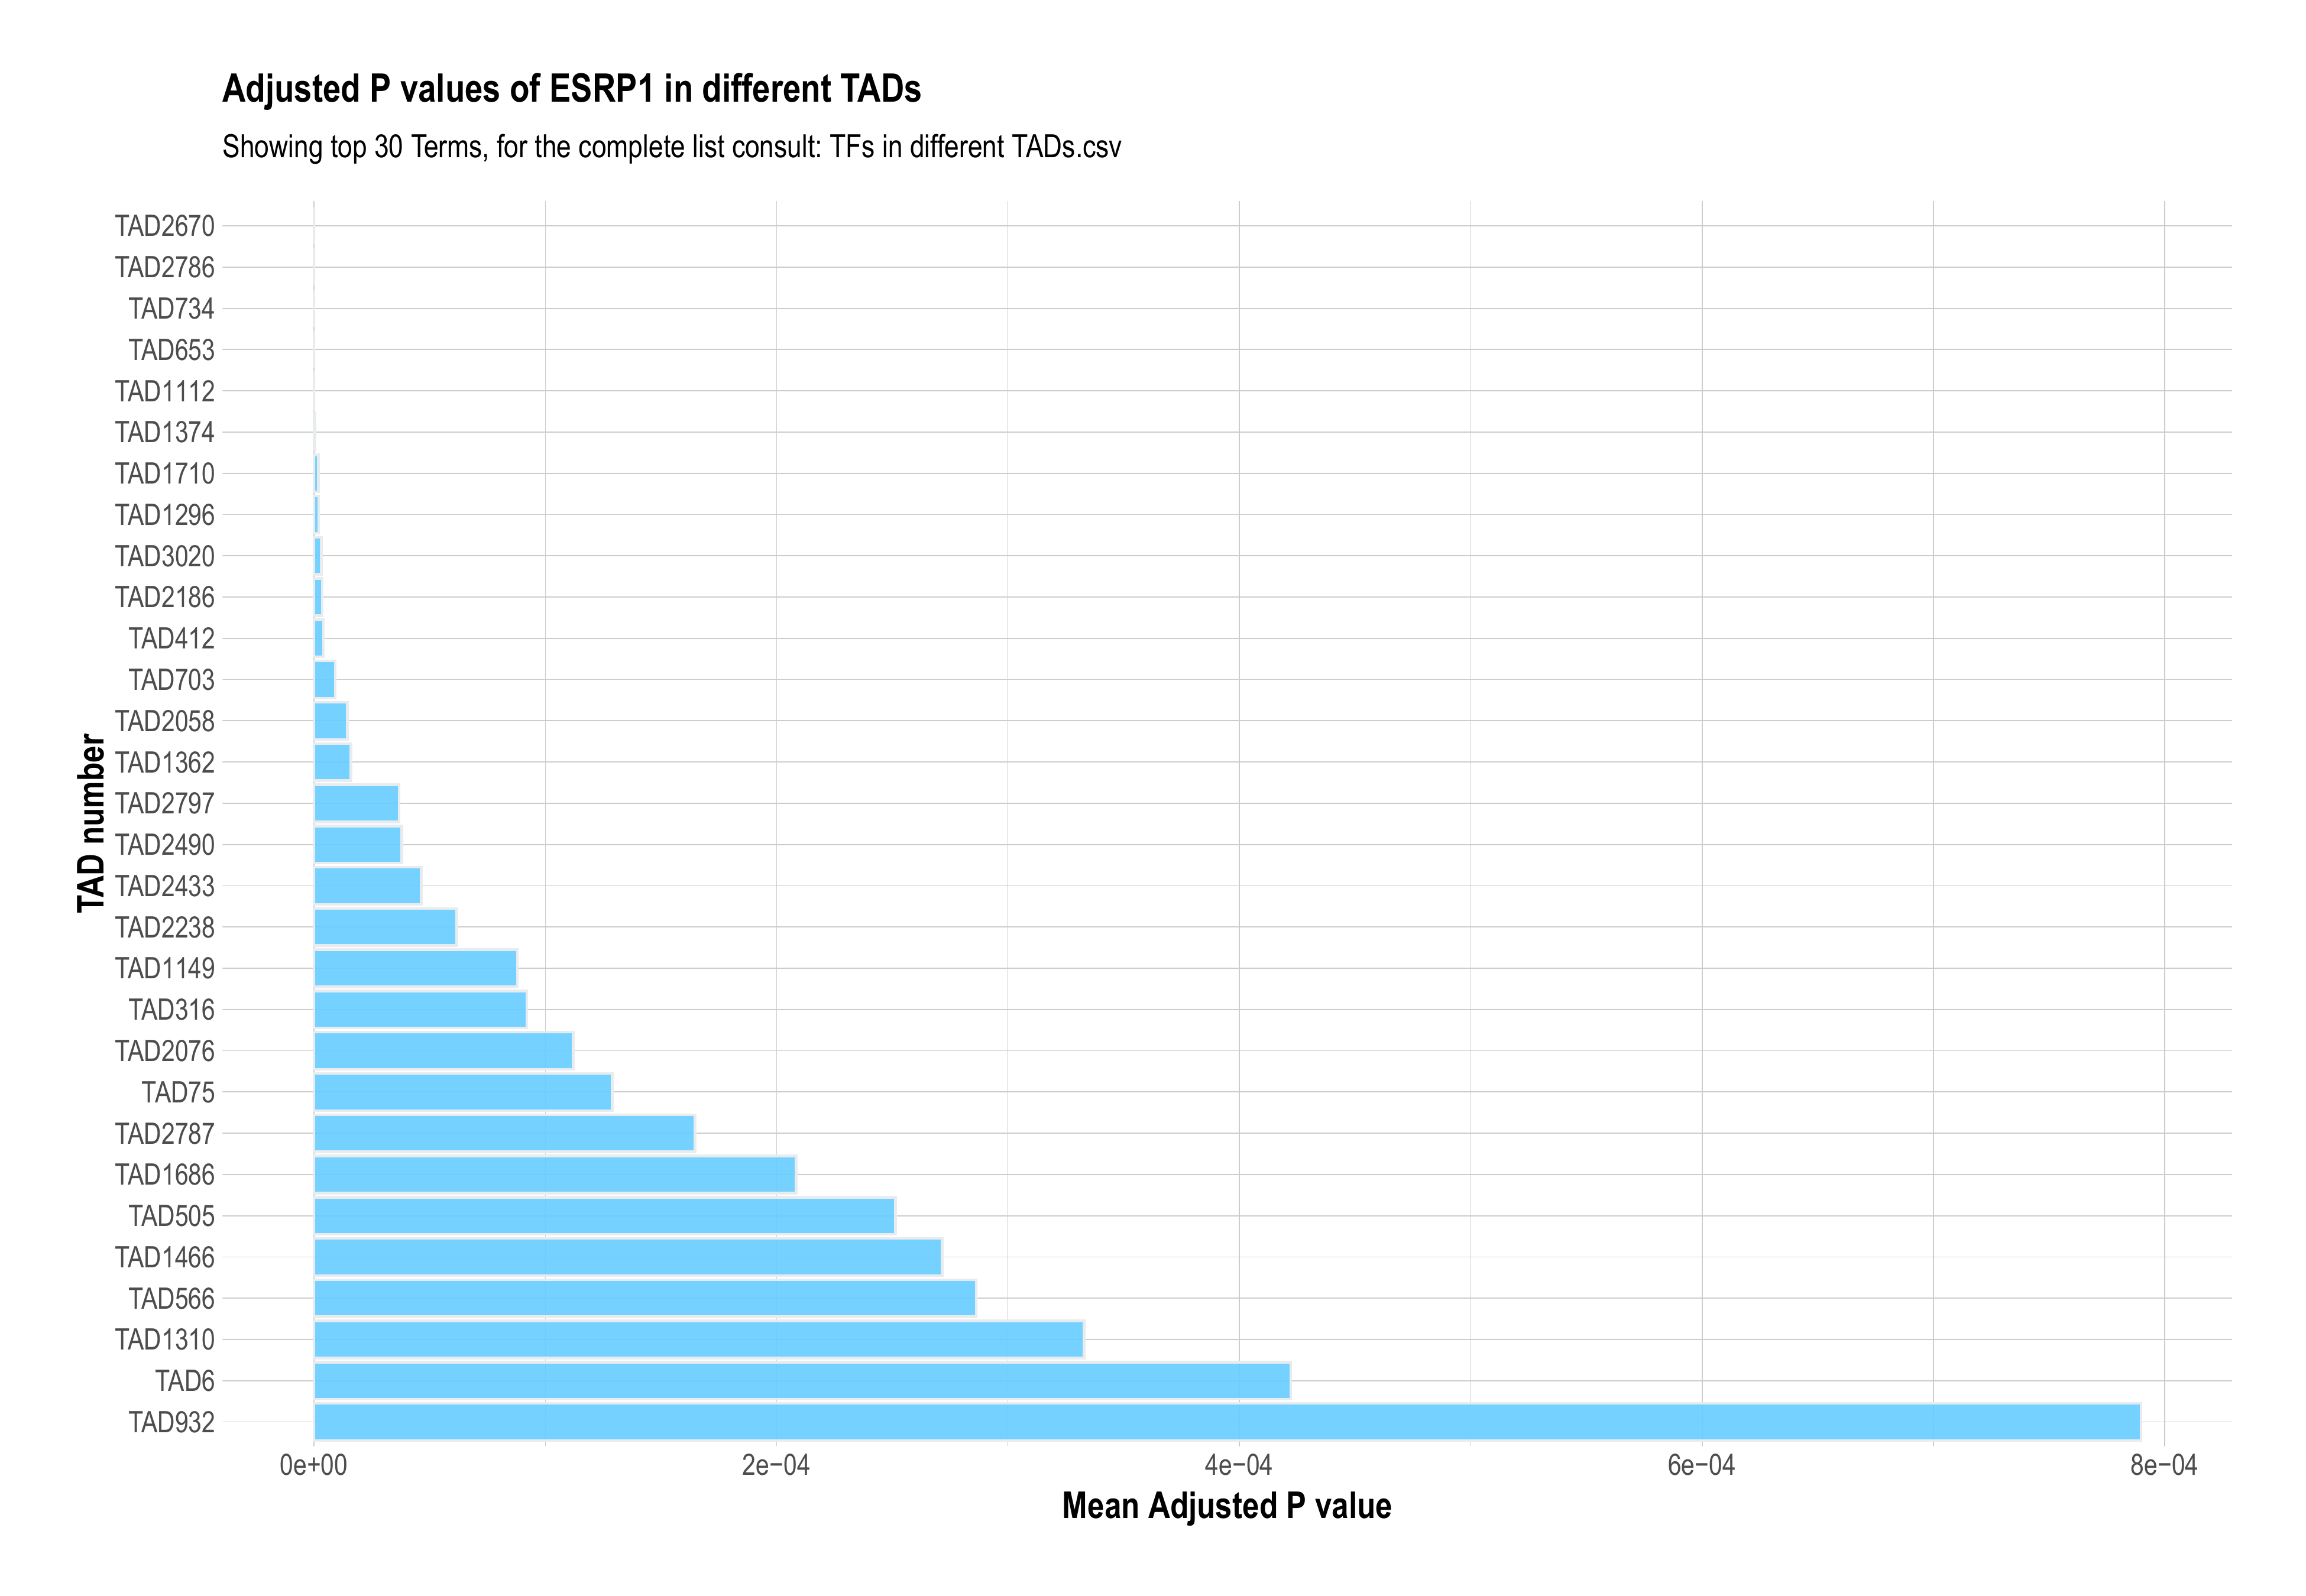 Adjusted P values of ESRP1 in different TADs
Showing top 30 Terms, for the complete list consult: TFs in different TADs.csv
TAD number
TAD2670
TAD2786
TAD734
TAD653
TAD1112
TAD1374
TAD1710
TAD1296
TAD3020
TAD2186
TAD412
TAD703
TAD2058
TAD1362
TAD2797
TAD2490
TAD2433
TAD2238
TAD1149
TAD316
TAD2076
TAD75
TAD2787
TAD1686
TAD505
TAD1466
TAD566
TAD1310
TAD6
TAD932
0e+00 2e−04 4e−04 6e−04 8e−04
Mean Adjusted P value